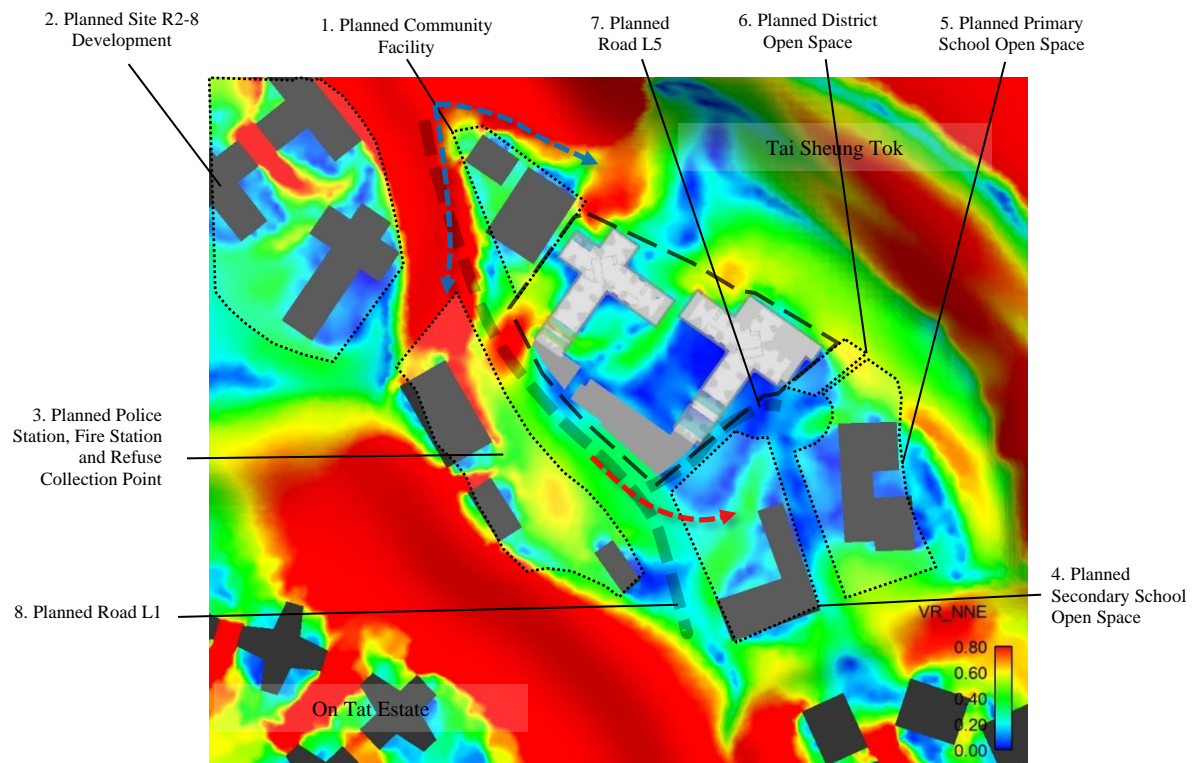 2. Planned Site R2-8
Development
1. Planned Community
Facility
7. Planned
Road L5
6. Planned District
Open Space
5. Planned Primary
School Open Space
Tai Sheung Tok
3. Planned Police
Station, Fire Station
and Refuse
Collection Point
4. Planned
Secondary School
Open Space
8. Planned Road L1
VR_NNE
0.80
0.60
0.40
0.20
0.00
On Tat Estate